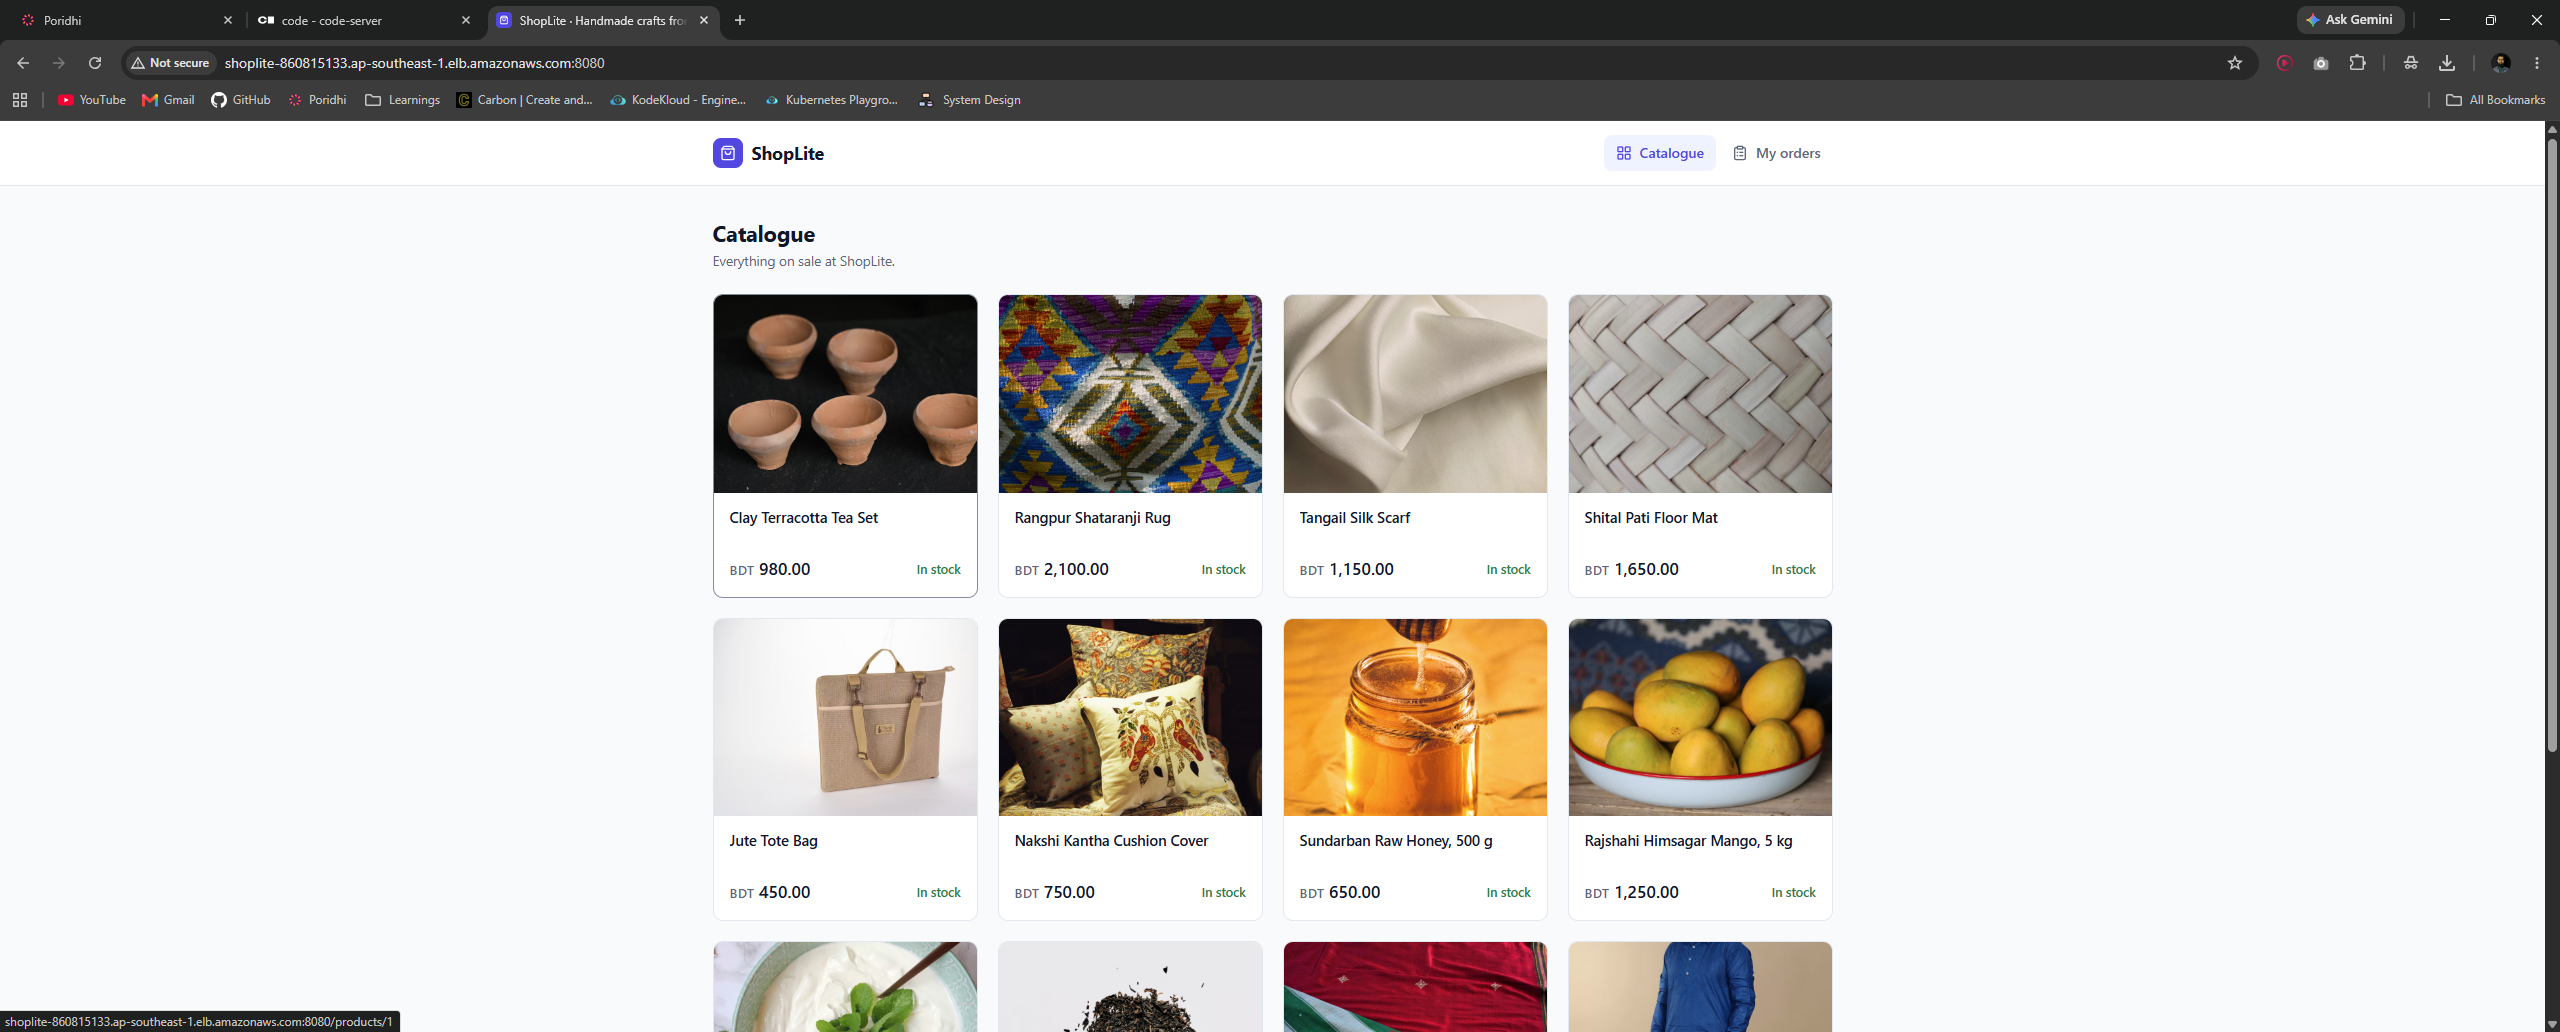 Poridhi
code - code-server
ShopLite · Handmade crafts fro
Ask Gemini
Not secure
shoplite-860815133.ap-southeast-1.elb.amazonaws.com:8080
YouTube
Gmail
GitHub
Poridhi
Learnings
Carbon | Create and...
KodeKloud - Engine...
Kubernetes Playgro...
System Design
All Bookmarks
ShopLite
Catalogue
My orders
Catalogue
Everything on sale at ShopLite.
Clay Terracotta Tea Set
BDT 980.00 In stock
Rangpur Shataranji Rug
BDT 2,100.00 In stock
Tangail Silk Scarf
BDT 1,150.00 In stock
Shital Pati Floor Mat
BDT 1,650.00 In stock
Jute Tote Bag
BDT 450.00 In stock
Nakshi Kantha Cushion Cover
BDT 750.00 In stock
Sundarban Raw Honey, 500 g
BDT 650.00 In stock
Rajshahi Himsagar Mango, 5 kg
BDT 1,250.00 In stock
shoplite-860815133.ap-southeast-1.elb.amazonaws.com:8080/products/1